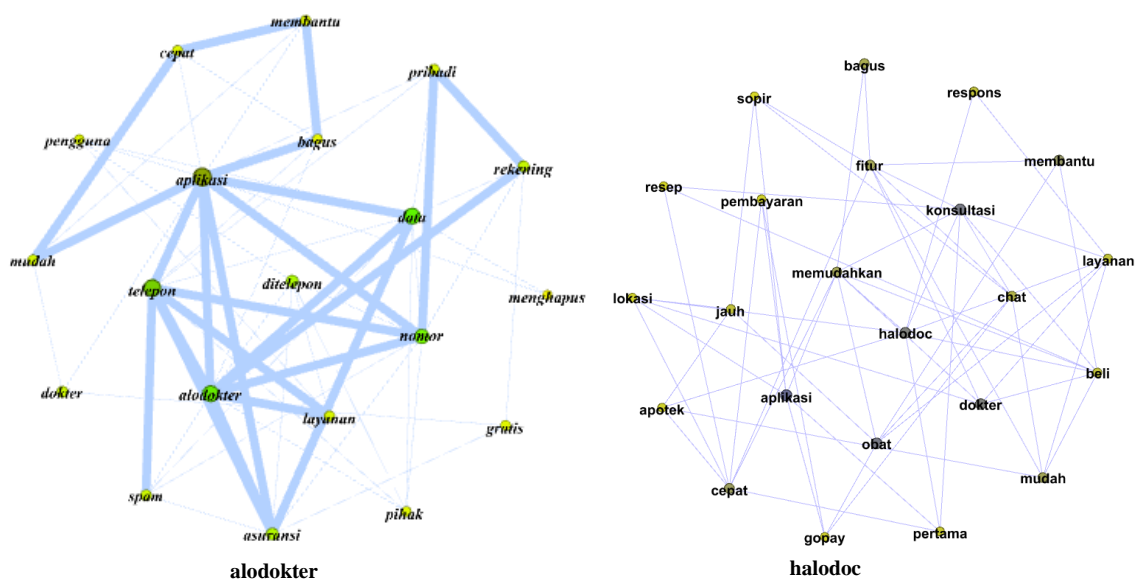 membantu
cepat
pribadi
pengguna
bagus
rekening
aplikasi
data
mudah
ditelepon
telepon
menghapus
nomor
dokter
alodokter
layanan
gratis
spam
pihak
asuransi
alodokter
bagus
sopir
respons
membantu
fitur
resep
pembayaran
konsultasi
layanan
memudahkan
lokasi
chat
jauh
halodoc
beli
aplikasi
dokter
apotek
obat
mudah
cepat
gopay
pertama
halodoc